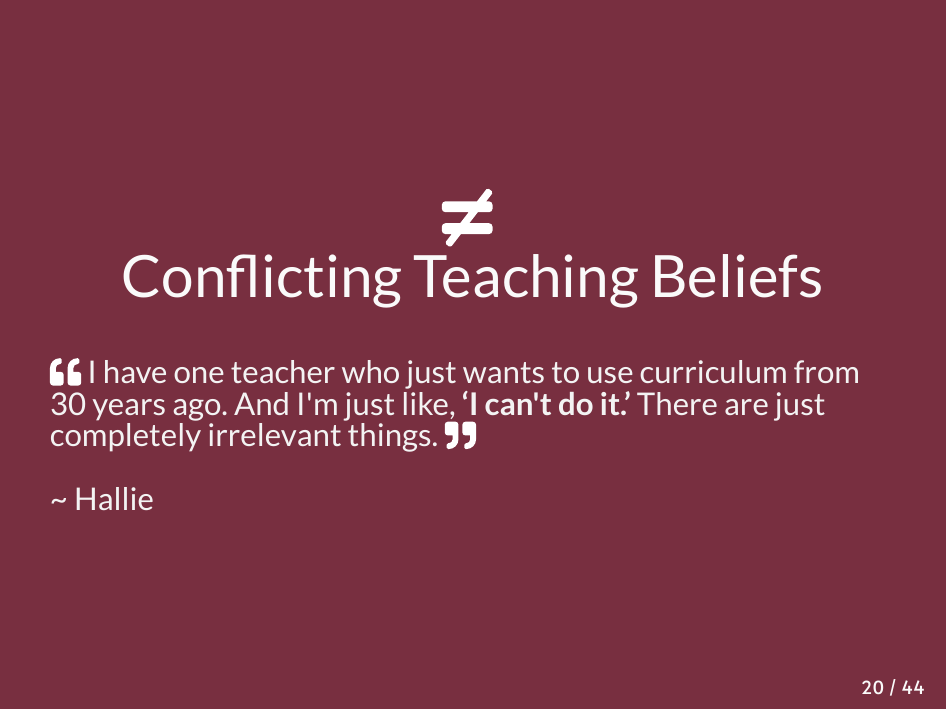 ≠
Conflicting Teaching Beliefs
“ I have one teacher who just wants to use curriculum from
30 years ago. And I'm just like, ‘I can't do it.’ There are just
completely irrelevant things. ”
~ Hallie
20 / 44